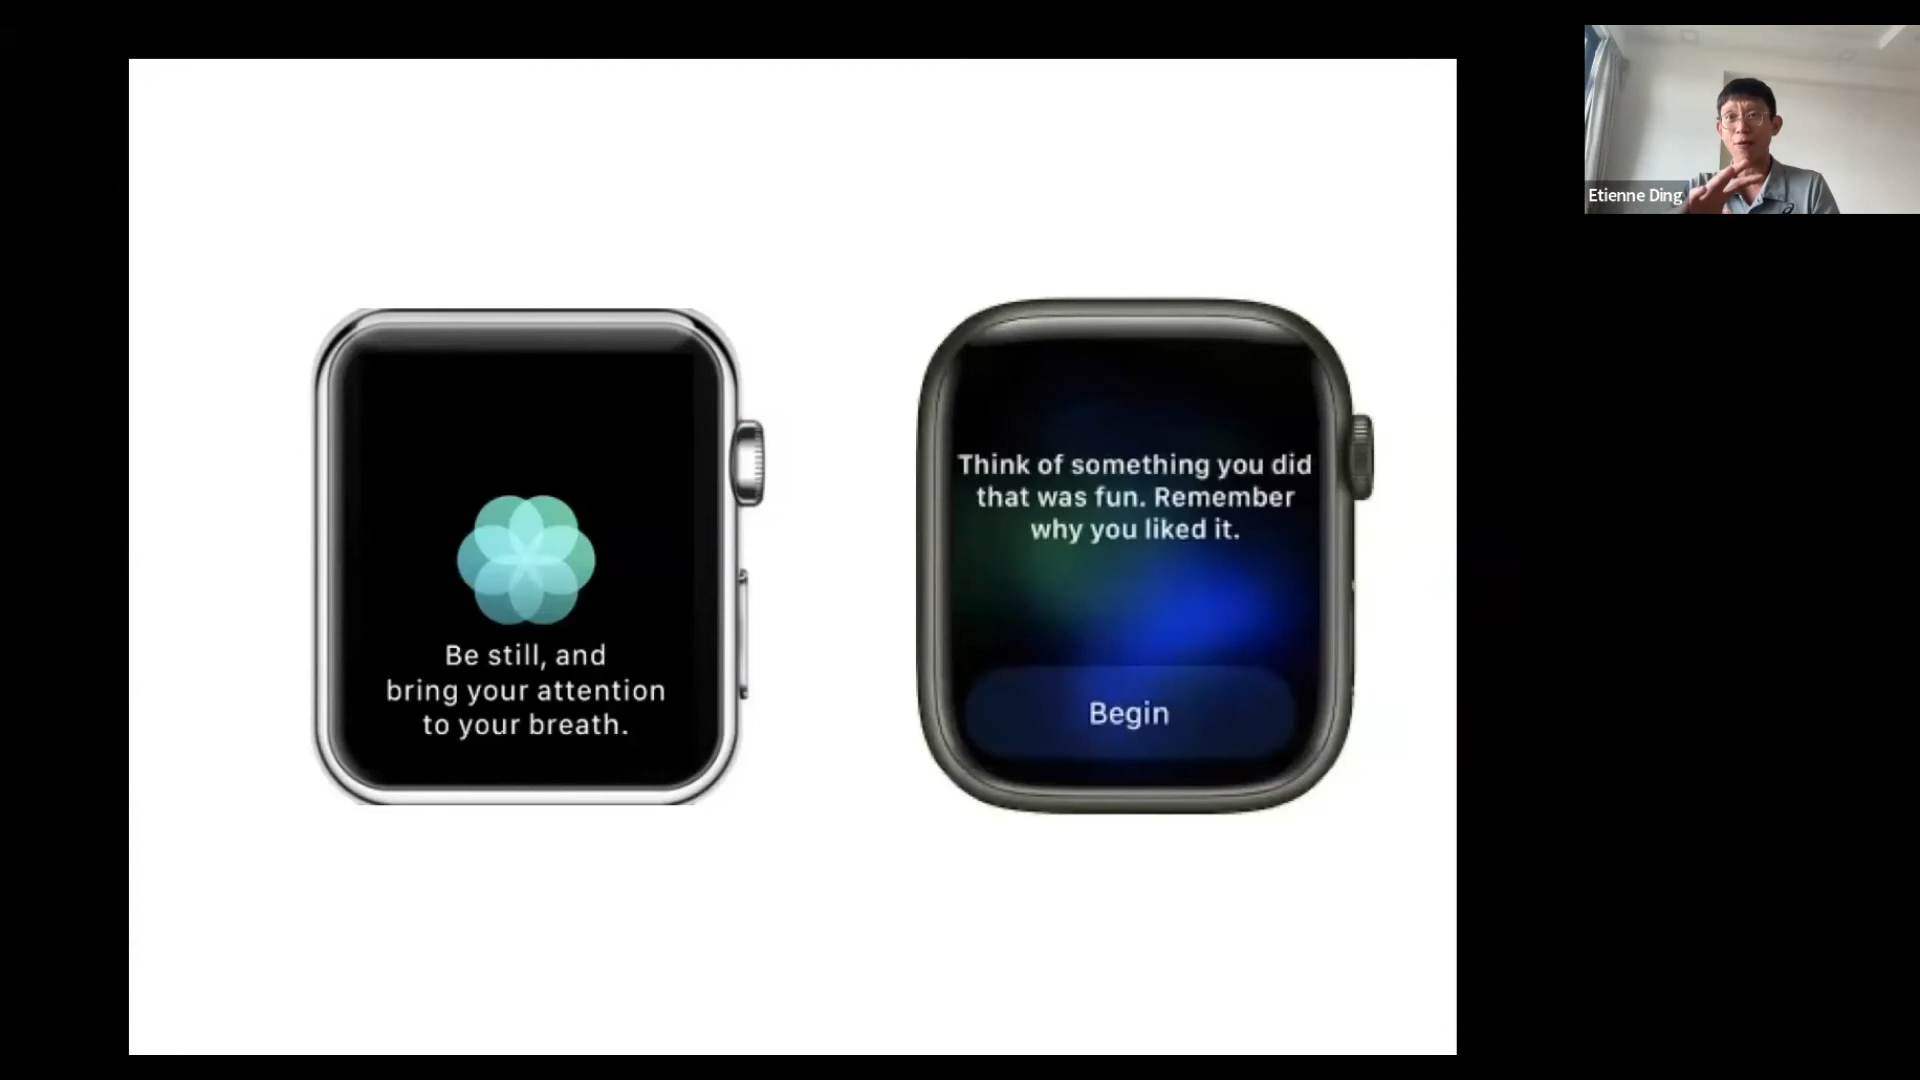 Etienne Ding
Be still, and
bring your attention
to your breath.
Think of something you did
that was fun. Remember
why you liked it.
Begin